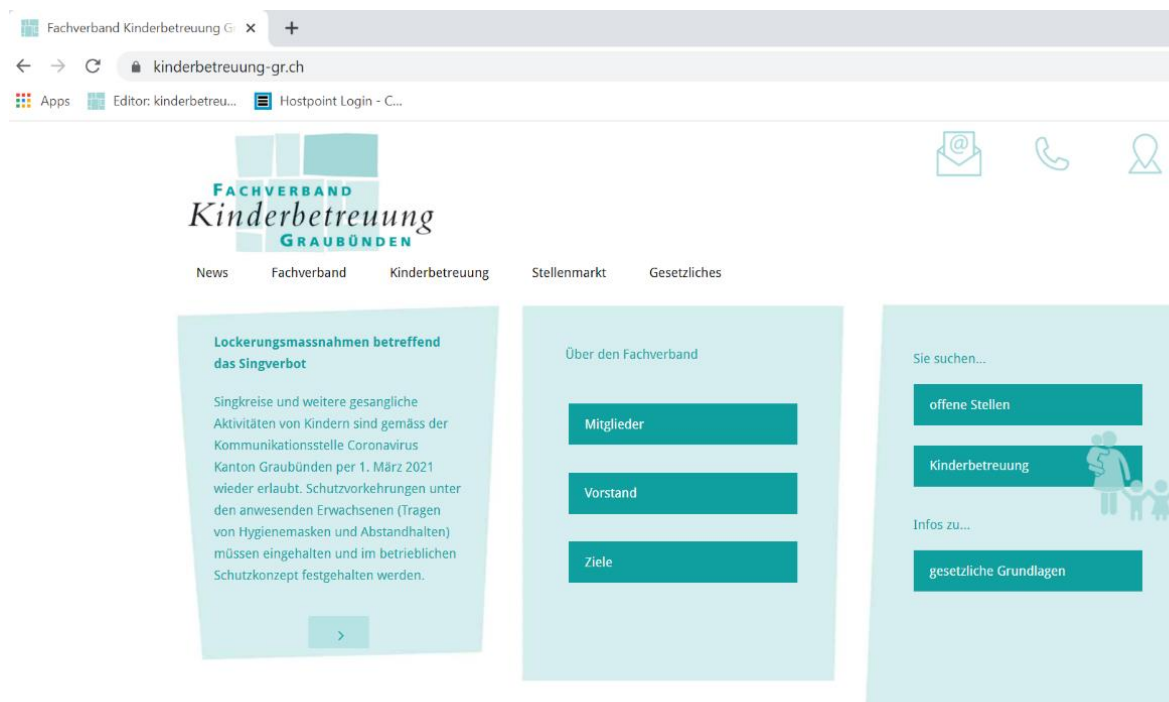 Fachverband Kinderbetreuung G
kinderbetreuung-gr.ch
Apps Editor: kinderbetreu... Hostpoint Login - C...
FACHVERBAND
Kinderbetreuung
GRAUBÜNDEN
News Fachverband Kinderbetreuung Stellenmarkt Gesetzliches
Lockerungsmassnahmen betreffend
das Singverbot
Singkreise und weitere gesangliche
Aktivitäten von Kindern sind gemäss der
Kommunikationsstelle Coronavirus
Kanton Graubünden per 1. März 2021
wieder erlaubt. Schutzvorkehrungen unter
den anwesenden Erwachsenen (Tragen
von Hygienemasken und Abstandhalten)
müssen eingehalten und im betrieblichen
Schutzkonzept festgehalten werden.
Über den Fachverband
Mitglieder
Vorstand
Ziele
Sie suchen...
offene Stellen
Kinderbetreuung
Infos zu...
gesetzliche Grundlagen